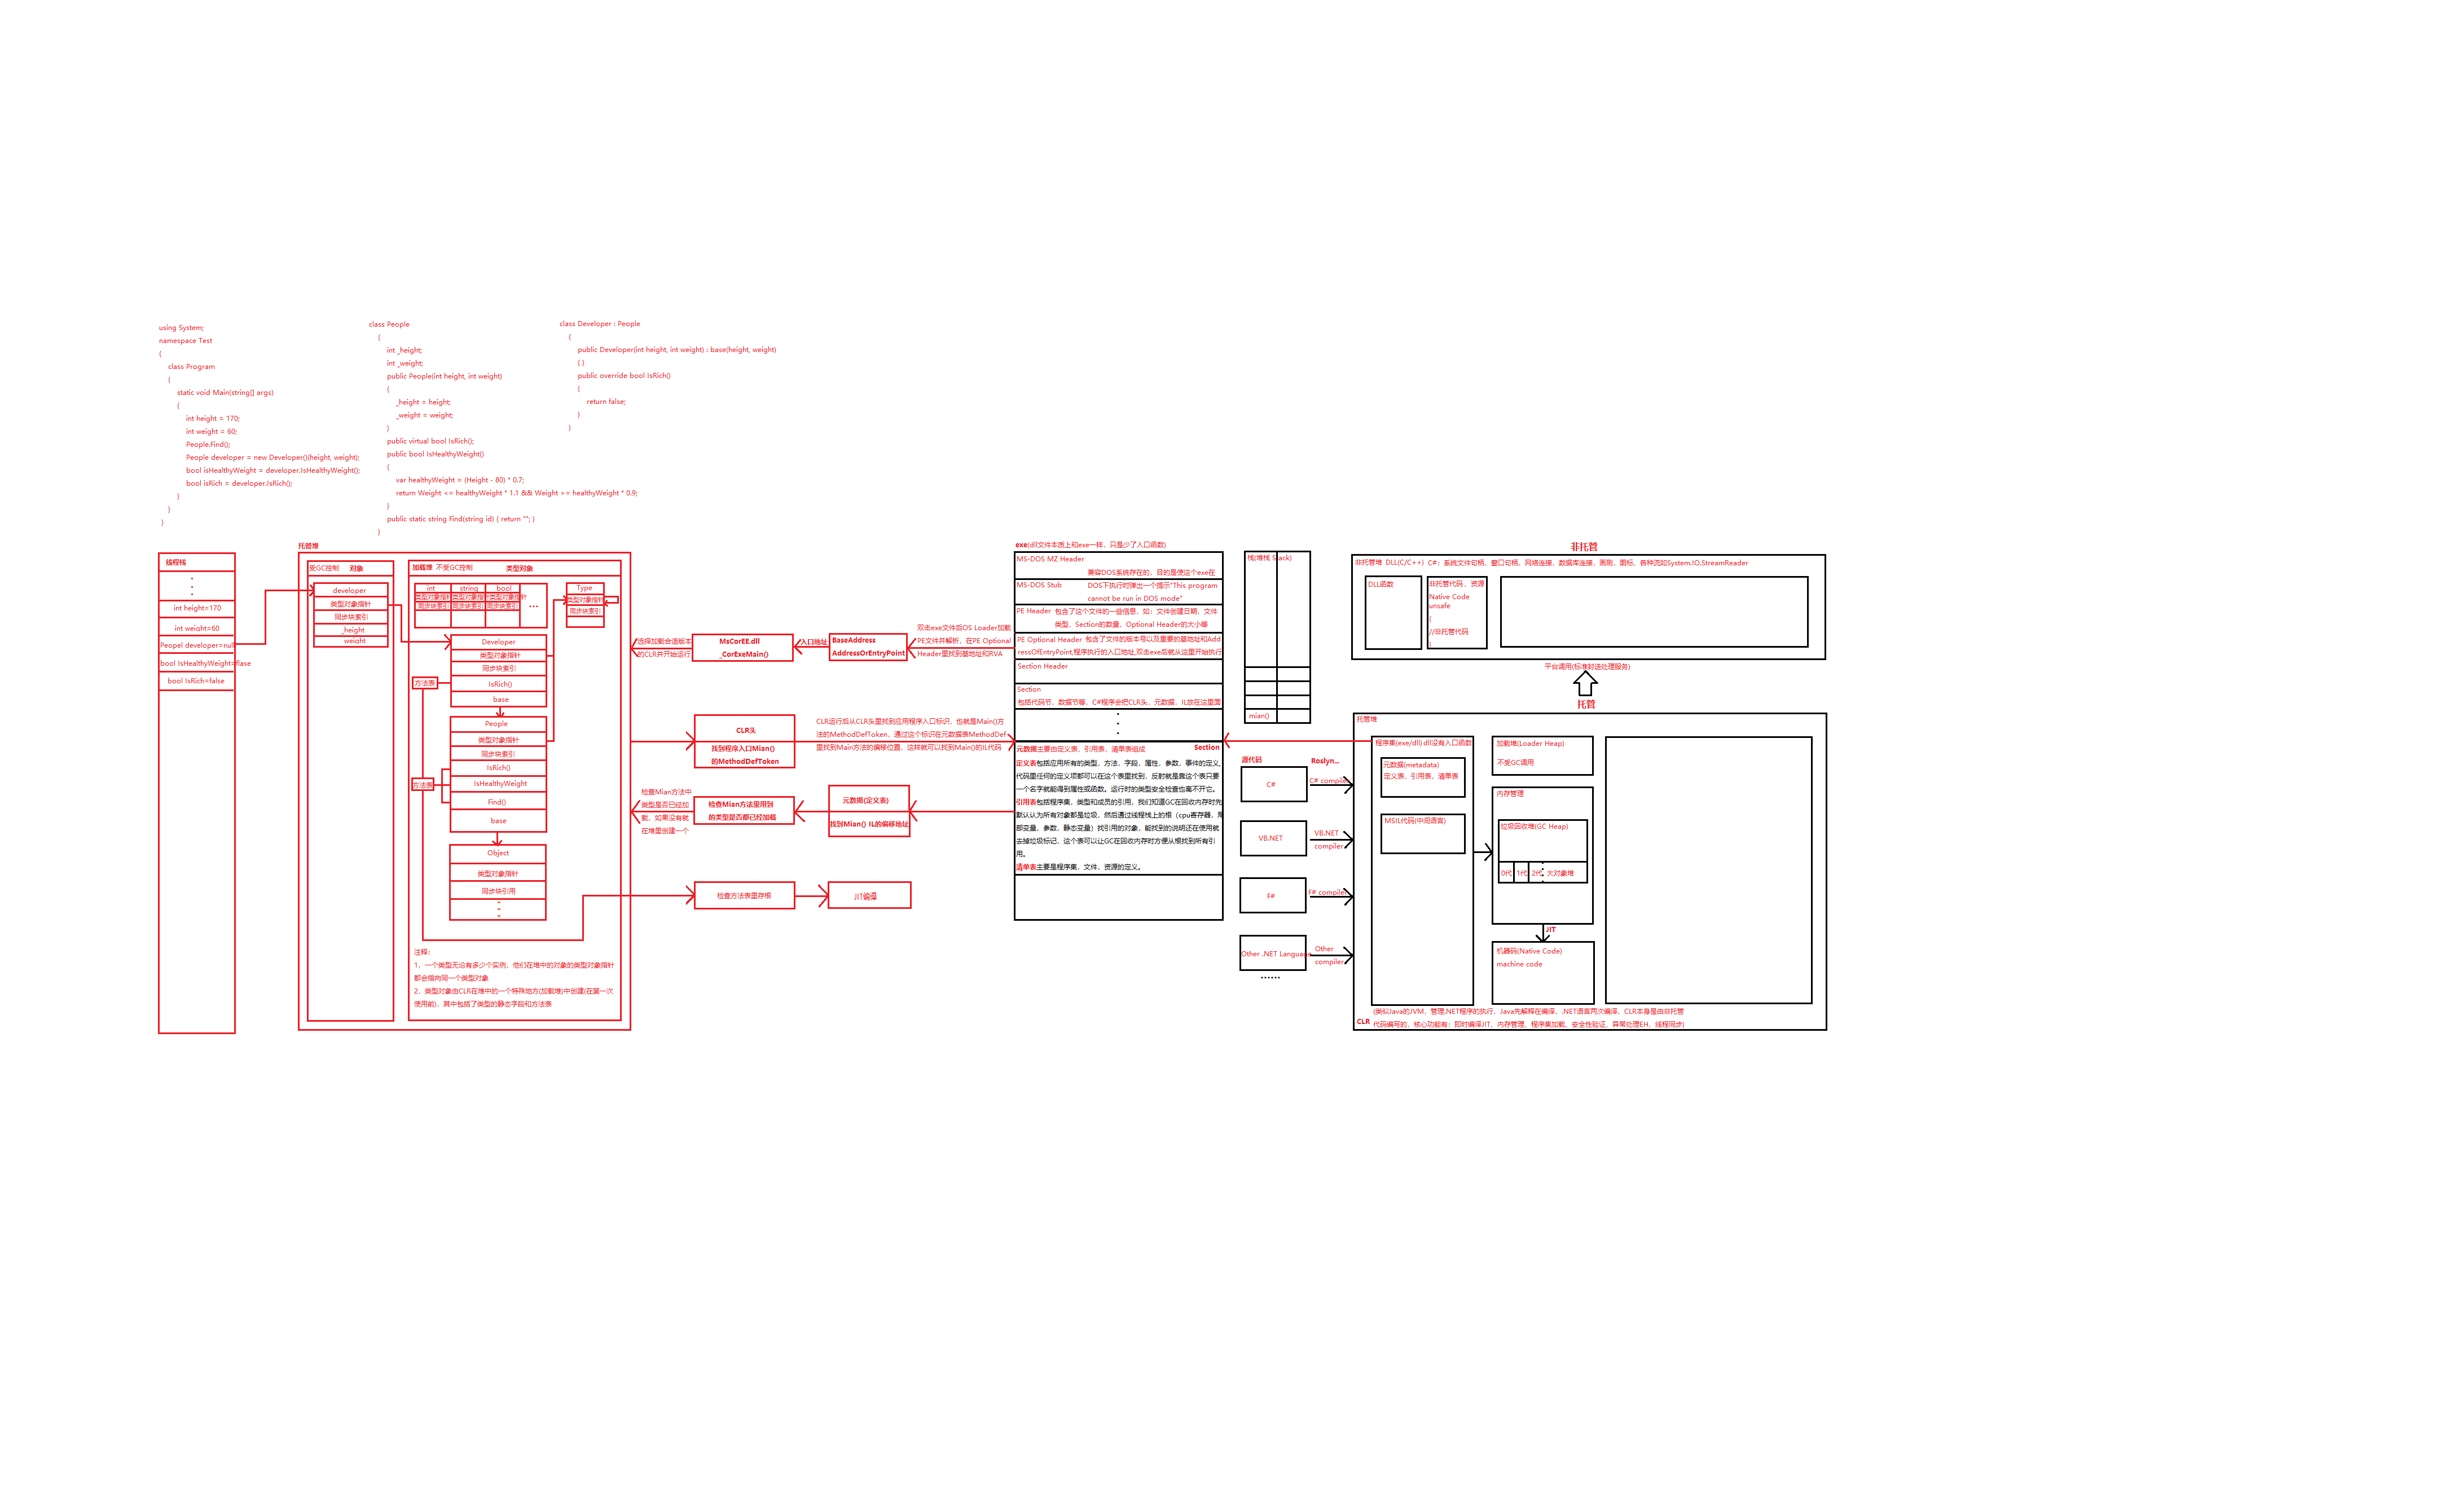 using System;
namespace Test
{
class Program
{
static void Main(string[] args)
{
int height = 170;
int weight = 60;
People.Find();
People developer = new Developer()(height, weight);
bool isHealthyWeight = developer.IsHealthyWeight();
bool isRich = developer.IsRich();
}
}
}
class People
{
int _height;
int _weight;
public People(int height, int weight)
{
_height = height;
_weight = weight;
}
public virtual bool IsRich();
public bool IsHealthyWeight()
{
var healthyWeight = (Height - 80) * 0.7;
return Weight <= healthyWeight * 1.1 && Weight >= healthyWeight * 0.9;
}
public static string Find(string id) { return ""; }
}
class Developer : People
{
public Developer(int height, int weight) : base(height, weight)
{ }
public override bool IsRich()
{
return false;
}
}
线程栈
int height=170
int weight=60
Peopel developer=null
bool IsHealthyWeight=flase
bool IsRich=false
托管堆
受GC控制 对象
developer
类型对象指针
同步块索引
_height
weight
加载堆 不受GC控制 类型对象
int string bool
类型对象指针 类型对象指针 类型对象指针
同步块索引 同步块索引 同步块索引
...
Type
类型对象指针
同步块索引
Developer
类型对象指针
同步块索引
IsRich()
base
方法表
People
类型对象指针
同步块索引
IsRich()
IsHealthyWeight
Find()
base
方法表
Object
类型对象指针
同步块引用
注释：
1、一个类型无论有多少个实例，他们在堆中的对象的类型对象指针
都会指向同一个类型对象
2、类型对象由CLR在堆中的一个特殊地方(加载堆)中创建(在第一次
使用前)，其中包括了类型的静态字段和方法表
选择加载合适版本
的CLR并开始运行
MsCorEE.dll
_CorExeMain()
入口地址
BaseAddress
AddressOrEntryPoint
双击exe文件后OS Loader加载
PE文件并解析，在PE Optional
Header里找到基地址和RVA
CLR头
找到程序入口Mian()
的MethodDefToken
CLR运行后从CLR头里找到应用程序入口标识，也就是Main()方
法的MethodDefToken，通过这个标识在元数据表MethodDef
里找到Main方法的偏移位置，这样就可以找到Main()的IL代码
检查Mian方法中
类型是否已经加
载，如果没有就
在堆里创建一个
检查Mian方法里用到
的类型是否都已经加载
元数据(定义表)
找到Mian() IL的偏移地址
检查方法表里存根
JIT编译
exe(dll文件本质上和exe一样，只是少了入口函数)
MS-DOS MZ Header
兼容DOS系统存在的，目的是使这个exe在
MS-DOS Stub
DOS下执行时弹出一个提示"This program
cannot be run in DOS mode"
PE Header 包含了这个文件的一些信息，如：文件创建日期，文件
类型，Section的数量，Optional Header的大小等
PE Optional Header 包含了文件的版本号以及重要的基地址和Add
ressOfEntryPoint,程序执行的入口地址,双击exe后就从这里开始执行
Section Header
Section
包括代码节，数据节等，C#程序会把CLR头，元数据，IL放在这里面
元数据主要由定义表，引用表，清单表组成
Section
定义表包括应用所有的类型，方法，字段，属性，参数，事件的定义,
代码里任何的定义项都可以在这个表里找到，反射就是靠这个表只要
一个名字就能得到属性或函数。运行时的类型安全检查也离不开它。
引用表包括程序集，类型和成员的引用，我们知道GC在回收内存时先
默认认为所有对象都是垃圾，然后通过线程栈上的根（cpu寄存器，局
部变量，参数，静态变量）找引用的对象，能找到的说明还在使用就
去掉垃圾标记，这个表可以让GC在回收内存时方便从根找到所有引
用。
清单表主要是程序集，文件，资源的定义。
栈(堆栈 Stack)
mian()
源代码
Roslyn...
C#
C# compiler
VB.NET
VB.NET
compiler
F#
F# compiler
Other .NET Language
Other
compiler
......
非托管
非托管堆 DLL(C/C++) C#：系统文件句柄，窗口句柄，网络连接，数据库连接，画刷，图标，各种流如System.IO.StreamReader
DLL函数
非托管代码，资源
Native Code
unsafe
{
//非托管代码
}
平台调用(标准封送处理服务)
托管
托管堆
程序集(exe/dll) dll没有入口函数
元数据(metadata)
定义表，引用表，清单表
MSIL代码(中间语言)
加载堆(Loader Heap)
不受GC调用
内存管理
垃圾回收堆(GC Heap)
0代 1代 2代 大对象堆
JIT
机器码(Native Code)
machine code
CLR
(类似Java的JVM，管理.NET程序的执行，Java先解释在编译，.NET语言两次编译，CLR本身是由非托管
代码编写的，核心功能有：即时编译JIT、内存管理、程序集加载、安全性验证、异常处理EH、线程同步)